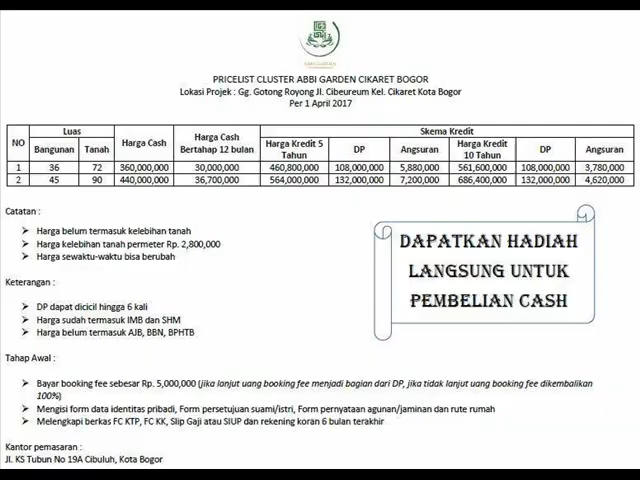 PRICELIST CLUSTER ABBI GARDEN CIKARET BOGOR
Lokasi Projek : Gg. Gotong Royong Jl. Cibeureum Kel. Cikaret Kota Bogor
Per 1 April 2017
NO Luas Harga Cash Harga Cash Bertahap 12 bulan Skema Kredit
Bangunan Tanah Harga Kredit 5 Tahun DP Angsuran Harga Kredit 10 Tahun DP Angsuran
1 36 72 360,000,000 30,000,000 460,800,000 108,000,000 5,880,000 561,600,000 108,000,000 3,780,000
2 45 90 440,000,000 36,700,000 564,000,000 132,000,000 7,200,000 686,400,000 132,000,000 4,620,000
Catatan :
Harga belum termasuk kelebihan tanah
Harga kelebihan tanah permeter Rp. 2,800,000
Harga sewaktu-waktu bisa berubah
DAPATKAN HADIAH
LANGSUNG UNTUK
PEMBELIAN CASH
Keterangan :
DP dapat dicicil hingga 6 kali
Harga sudah termasuk IMB dan SHM
Harga belum termasuk AJB, BBN, BPHTB
Tahap Awal :
Bayar booking fee sebesar Rp. 5,000,000 (jika lanjut uang booking fee menjadi bagian dari DP, jika tidak lanjut uang booking fee dikembalikan
100%)
Mengisi form data identitas pribadi, Form persetujuan suami/istri, Form pernyataan agunan/jaminan dan rute rumah
Melengkapi berkas FC KTP, FC KK, Slip Gaji atau SIUP dan rekening koran 6 bulan terakhir
Kantor pemasaran :
Jl. KS Tubun No 19A Cibuluh, Kota Bogor